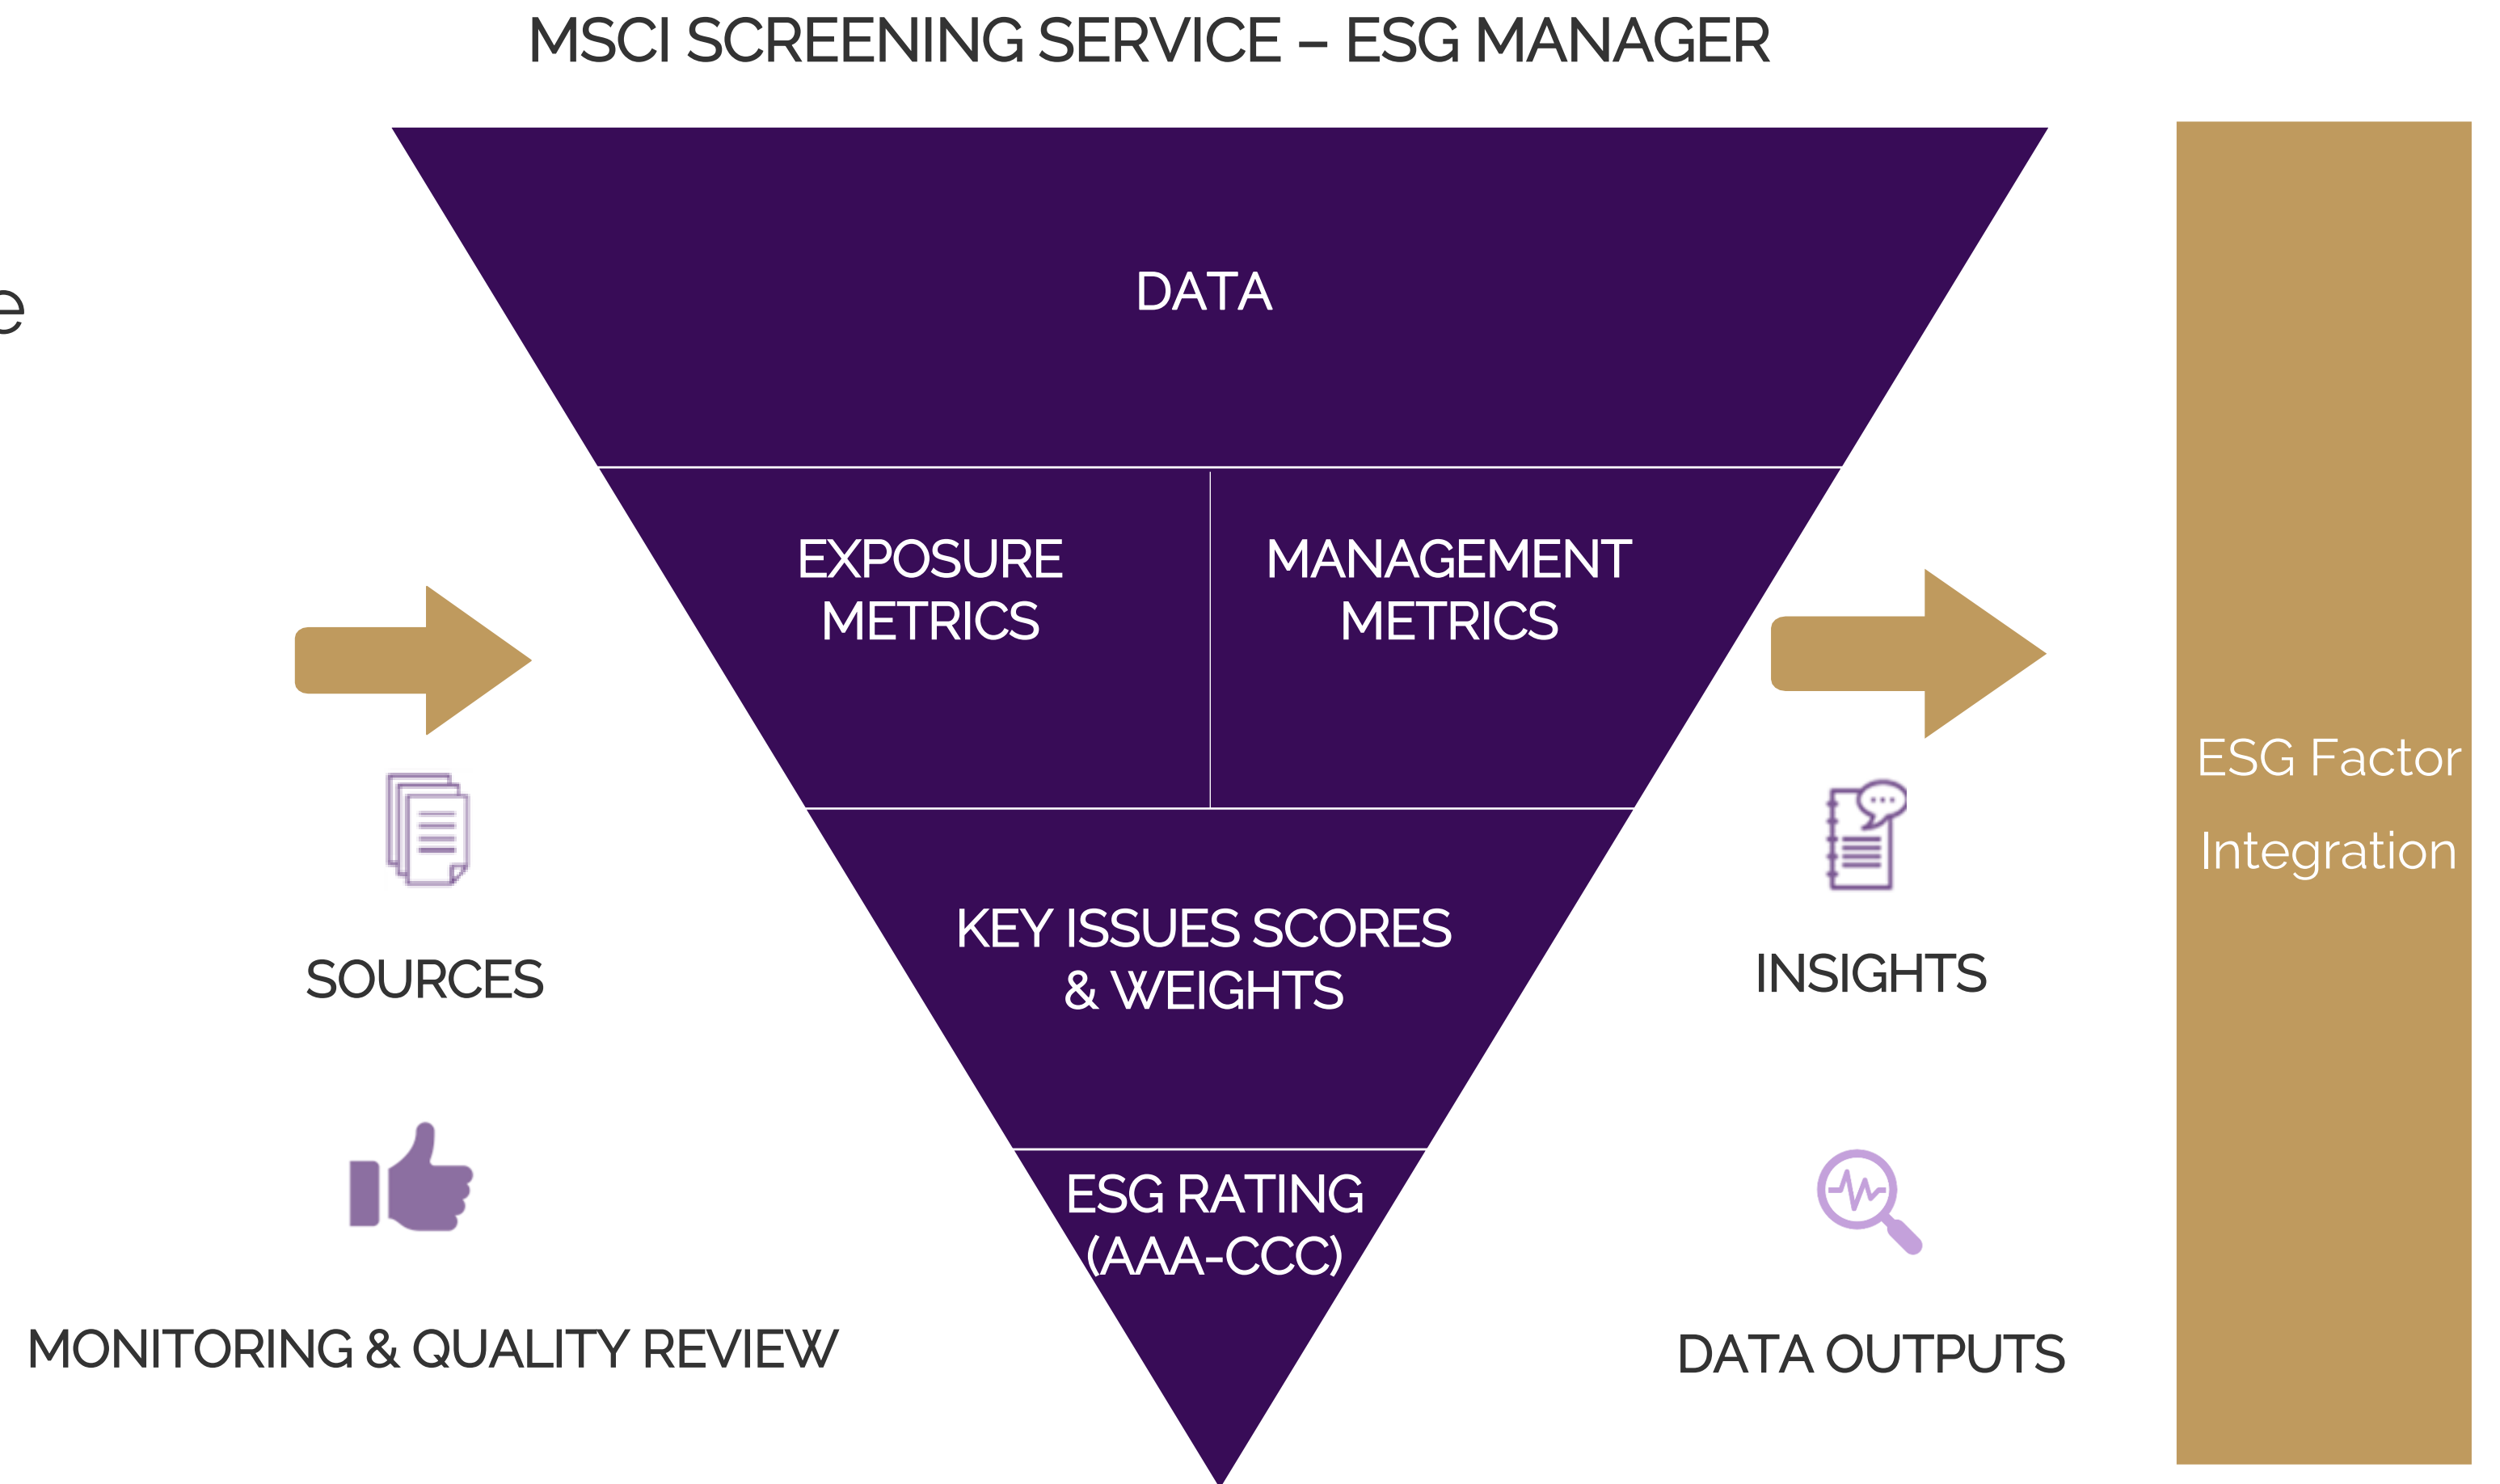 MSCI SCREENING SERVICE – ESG MANAGER
e
DATA
EXPOSURE
METRICS
MANAGEMENT
METRICS
KEY ISSUES SCORES
& WEIGHTS
ESG RATING
(AAA-CCC)
SOURCES
MONITORING & QUALITY REVIEW
INSIGHTS
DATA OUTPUTS
ESG Factor
Integration